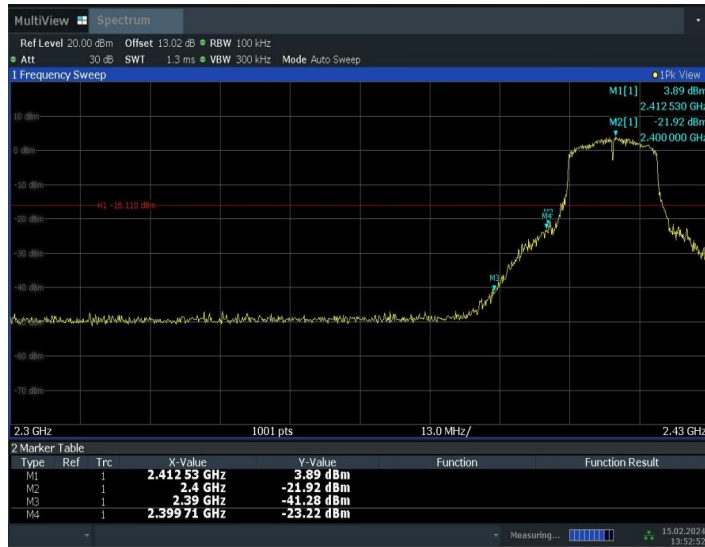 MultiView Spectrum
Ref Level 20.00 dBm Offset 13.02 dB RBW 100 kHz
Att 30 dB SWT 1.3 ms VBW 300 kHz Mode Auto Sweep
1 Frequency Sweep 1Pk View
M1[1] 3.89 dBm
2.412 530 GHz
M2[1] -21.92 dBm
2.400 000 GHz
10 dBm
0 dBm
-10 dBm
H1 -16.110 dBm
-20 dBm
M4
-30 dBm
M3
-40 dBm
-60 dBm
-70 dBm
2.3 GHz 1001 pts 13.0 MHz/ 2.43 GHz
2 Marker Table
Type Ref Trc X-Value Y-Value Function Function Result
M1 1 2.412 53 GHz 3.89 dBm
M2 1 2.4 GHz -21.92 dBm
M3 1 2.39 GHz -41.28 dBm
M4 1 2.399 71 GHz -23.22 dBm
Measuring... 15.02.2024
13:52:52